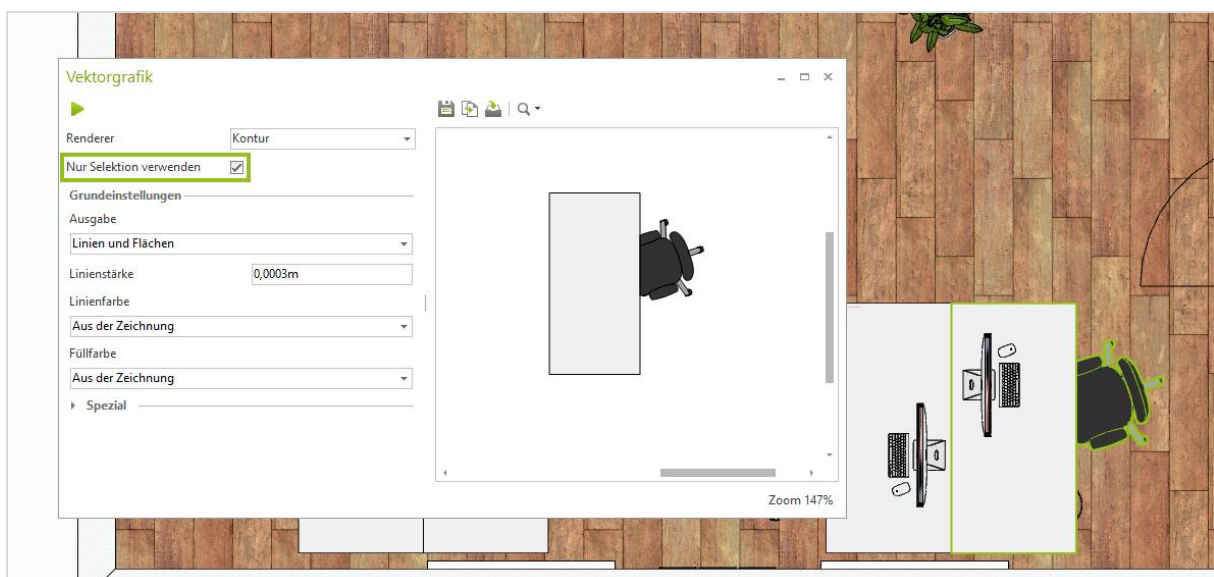 Vektorgrafik
Renderer Kontur
Nur Selektion verwenden
Grundeinstellungen
Ausgabe
Linien und Flächen
Linienstärke 0,0003m
Linienfarbe
Aus der Zeichnung
Füllfarbe
Aus der Zeichnung
Spezial
Zoom 147%